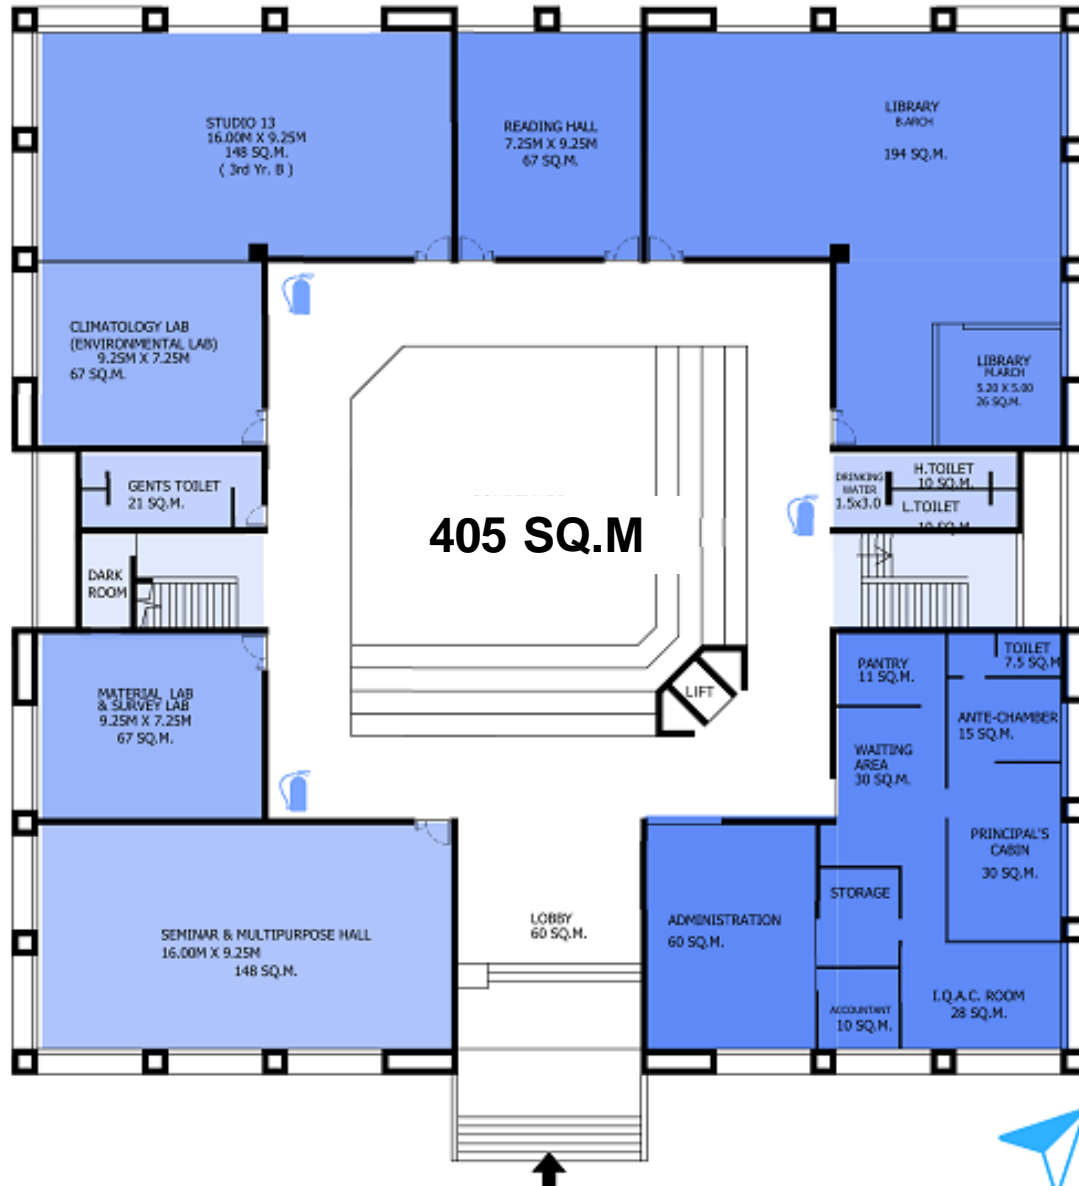 STUDIO 13
16.00M X 9.25M
148 SQ.M.
( 3rd Yr. B )
READING HALL
7.25M X 9.25M
67 SQ.M.
LIBRARY
B.ARCH
194 SQ.M.
CLIMATOLOGY LAB
(ENVIRONMENTAL LAB)
9.25M X 7.25M
67 SQ.M.
LIBRARY
M.ARCH
5.20 X 5.00
26 SQ.M.
GENTS TOILET
21 SQ.M.
405 SQ.M
DRINKING
WATER
1.5x3.0
H.TOILET
10 SQ.M.
L.TOILET
10 SQ.M
DARK
ROOM
MATERIAL LAB
& SURVEY LAB
9.25M X 7.25M
67 SQ.M.
LIFT
PANTRY
11 SQ.M.
TOILET
7.5 SQ.M
ANTE-CHAMBER
15 SQ.M.
WAITING
AREA
30 SQ.M.
PRINCIPAL'S
CABIN
30 SQ.M.
STORAGE
LOBBY
60 SQ.M.
ADMINISTRATION
60 SQ.M.
SEMINAR & MULTIPURPOSE HALL
16.00M X 9.25M
148 SQ.M.
ACCOUNTANT
10 SQ.M.
I.Q.A.C. ROOM
28 SQ.M.